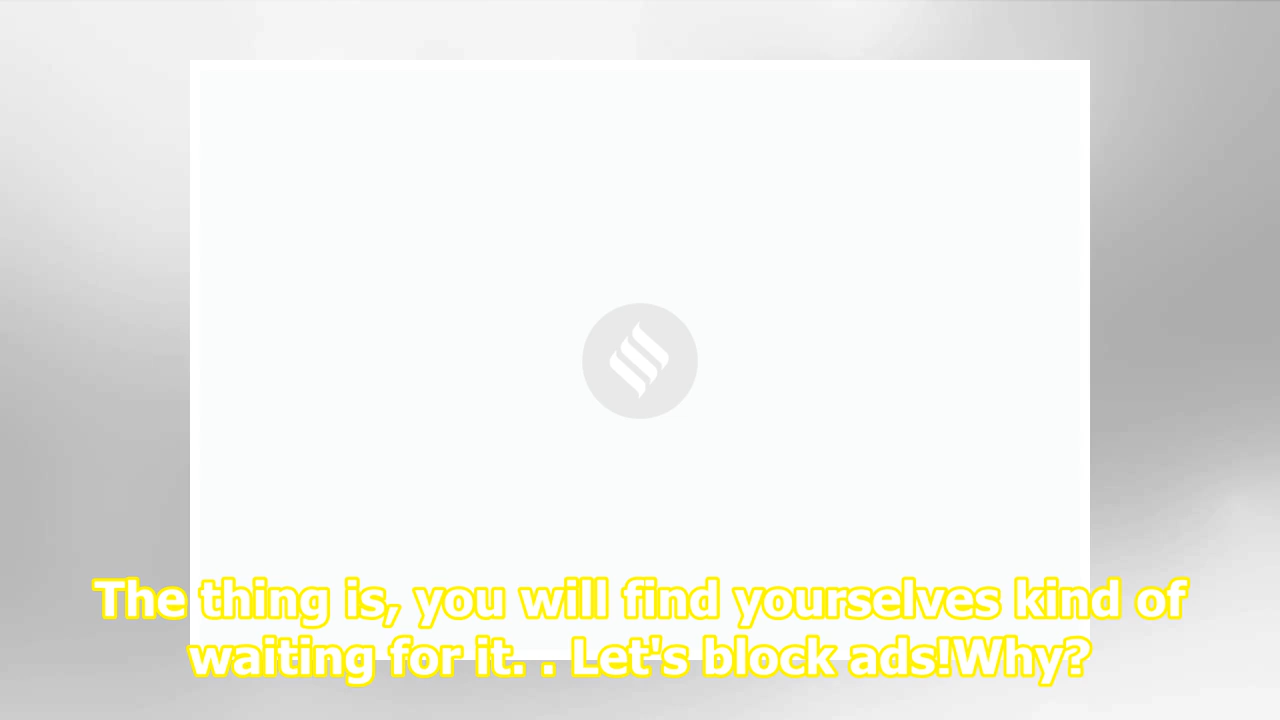 The thing is, you will find yourselves kind of
waiting for it. . Let's block ads!Why?